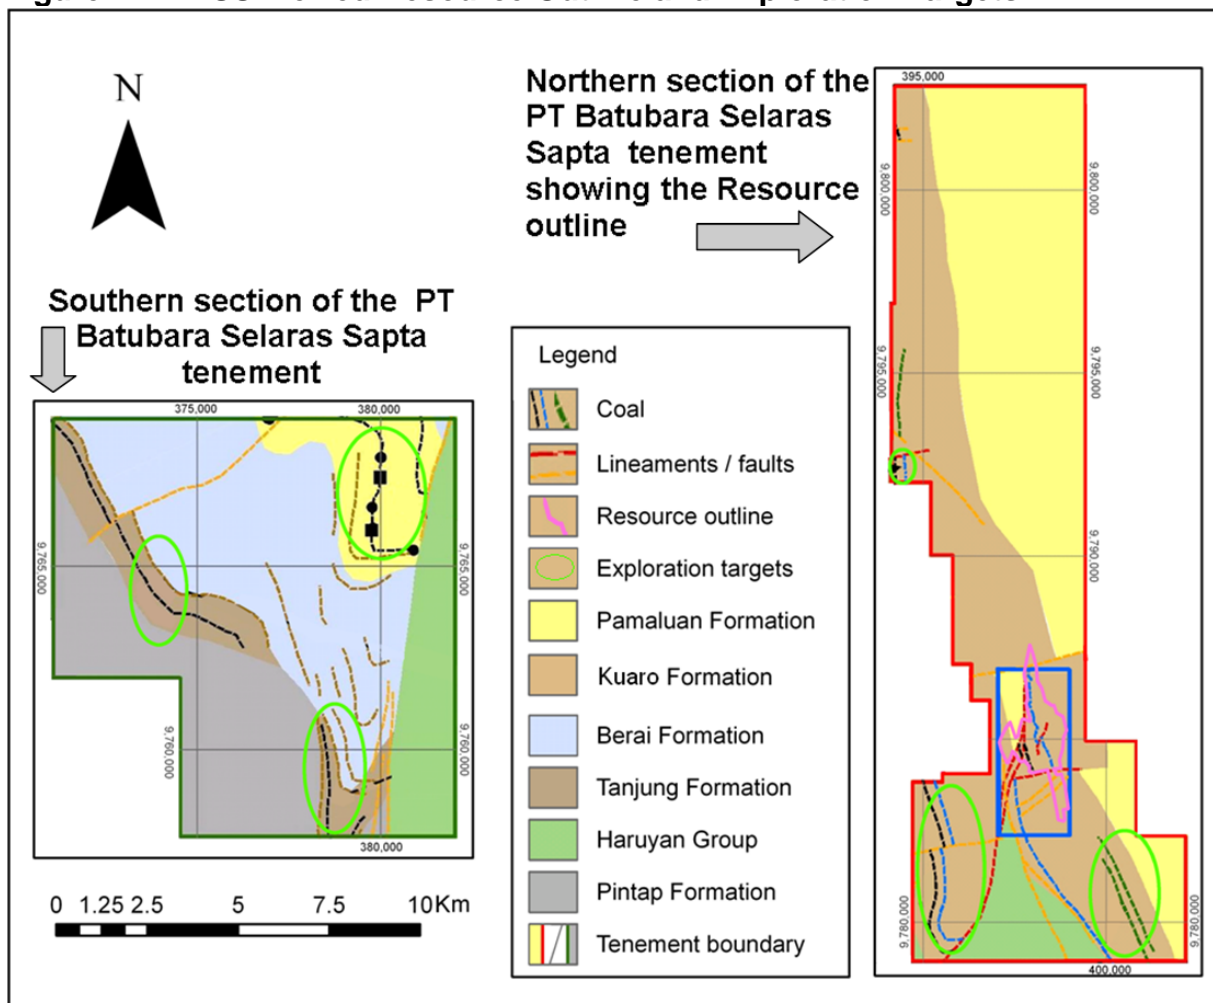 N
Northern section of the
PT Batubara Selaras
Sapta tenement
showing the Resource
outline
Southern section of the PT
Batubara Selaras Sapta
tenement
375,000
380,000
9,765,000
9,765,000
9,760,000
9,760,000
380,000
0 1.25 2.5 5 7.5 10Km
Legend
Coal
Lineaments / faults
Resource outline
Exploration targets
Pamaluan Formation
Kuaro Formation
Berai Formation
Tanjung Formation
Haruyan Group
Pintap Formation
Tenement boundary
395,000
9,800,000
9,800,000
9,795,000
9,795,000
9,790,000
9,780,000
9,780,000
400,000